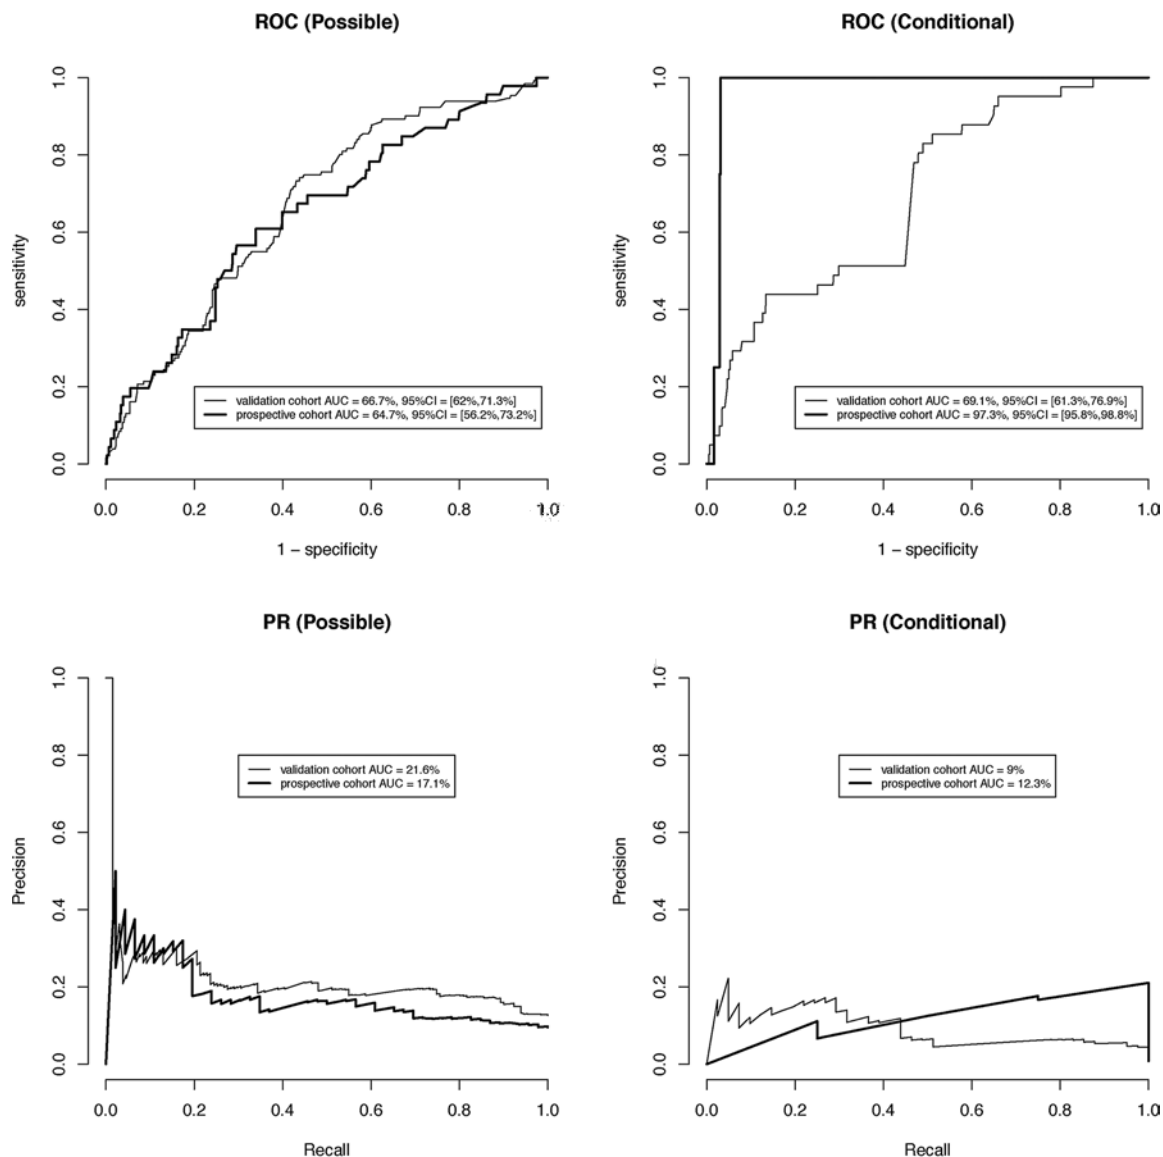 ROC (Possible)
sensitivity
1.0
0.8
0.6
0.4
0.2
0.0
validation cohort AUC = 66.7%, 95%CI = [62%,71.3%]
prospective cohort AUC = 64.7%, 95%CI = [56.2%,73.2%]
0.0 0.2 0.4 0.6 0.8 1.0
1 − specificity
ROC (Conditional)
sensitivity
1.0
0.8
0.6
0.4
0.2
0.0
validation cohort AUC = 69.1%, 95%CI = [61.3%,76.9%]
prospective cohort AUC = 97.3%, 95%CI = [95.8%,98.8%]
0.0 0.2 0.4 0.6 0.8 1.0
1 − specificity
PR (Possible)
Precision
1.0
0.8
0.6
0.4
0.2
0.0
validation cohort AUC = 21.6%
prospective cohort AUC = 17.1%
0.0 0.2 0.4 0.6 0.8 1.0
Recall
PR (Conditional)
Precision
1.0
0.8
0.6
0.4
0.2
0.0
validation cohort AUC = 9%
prospective cohort AUC = 12.3%
0.0 0.2 0.4 0.6 0.8 1.0
Recall